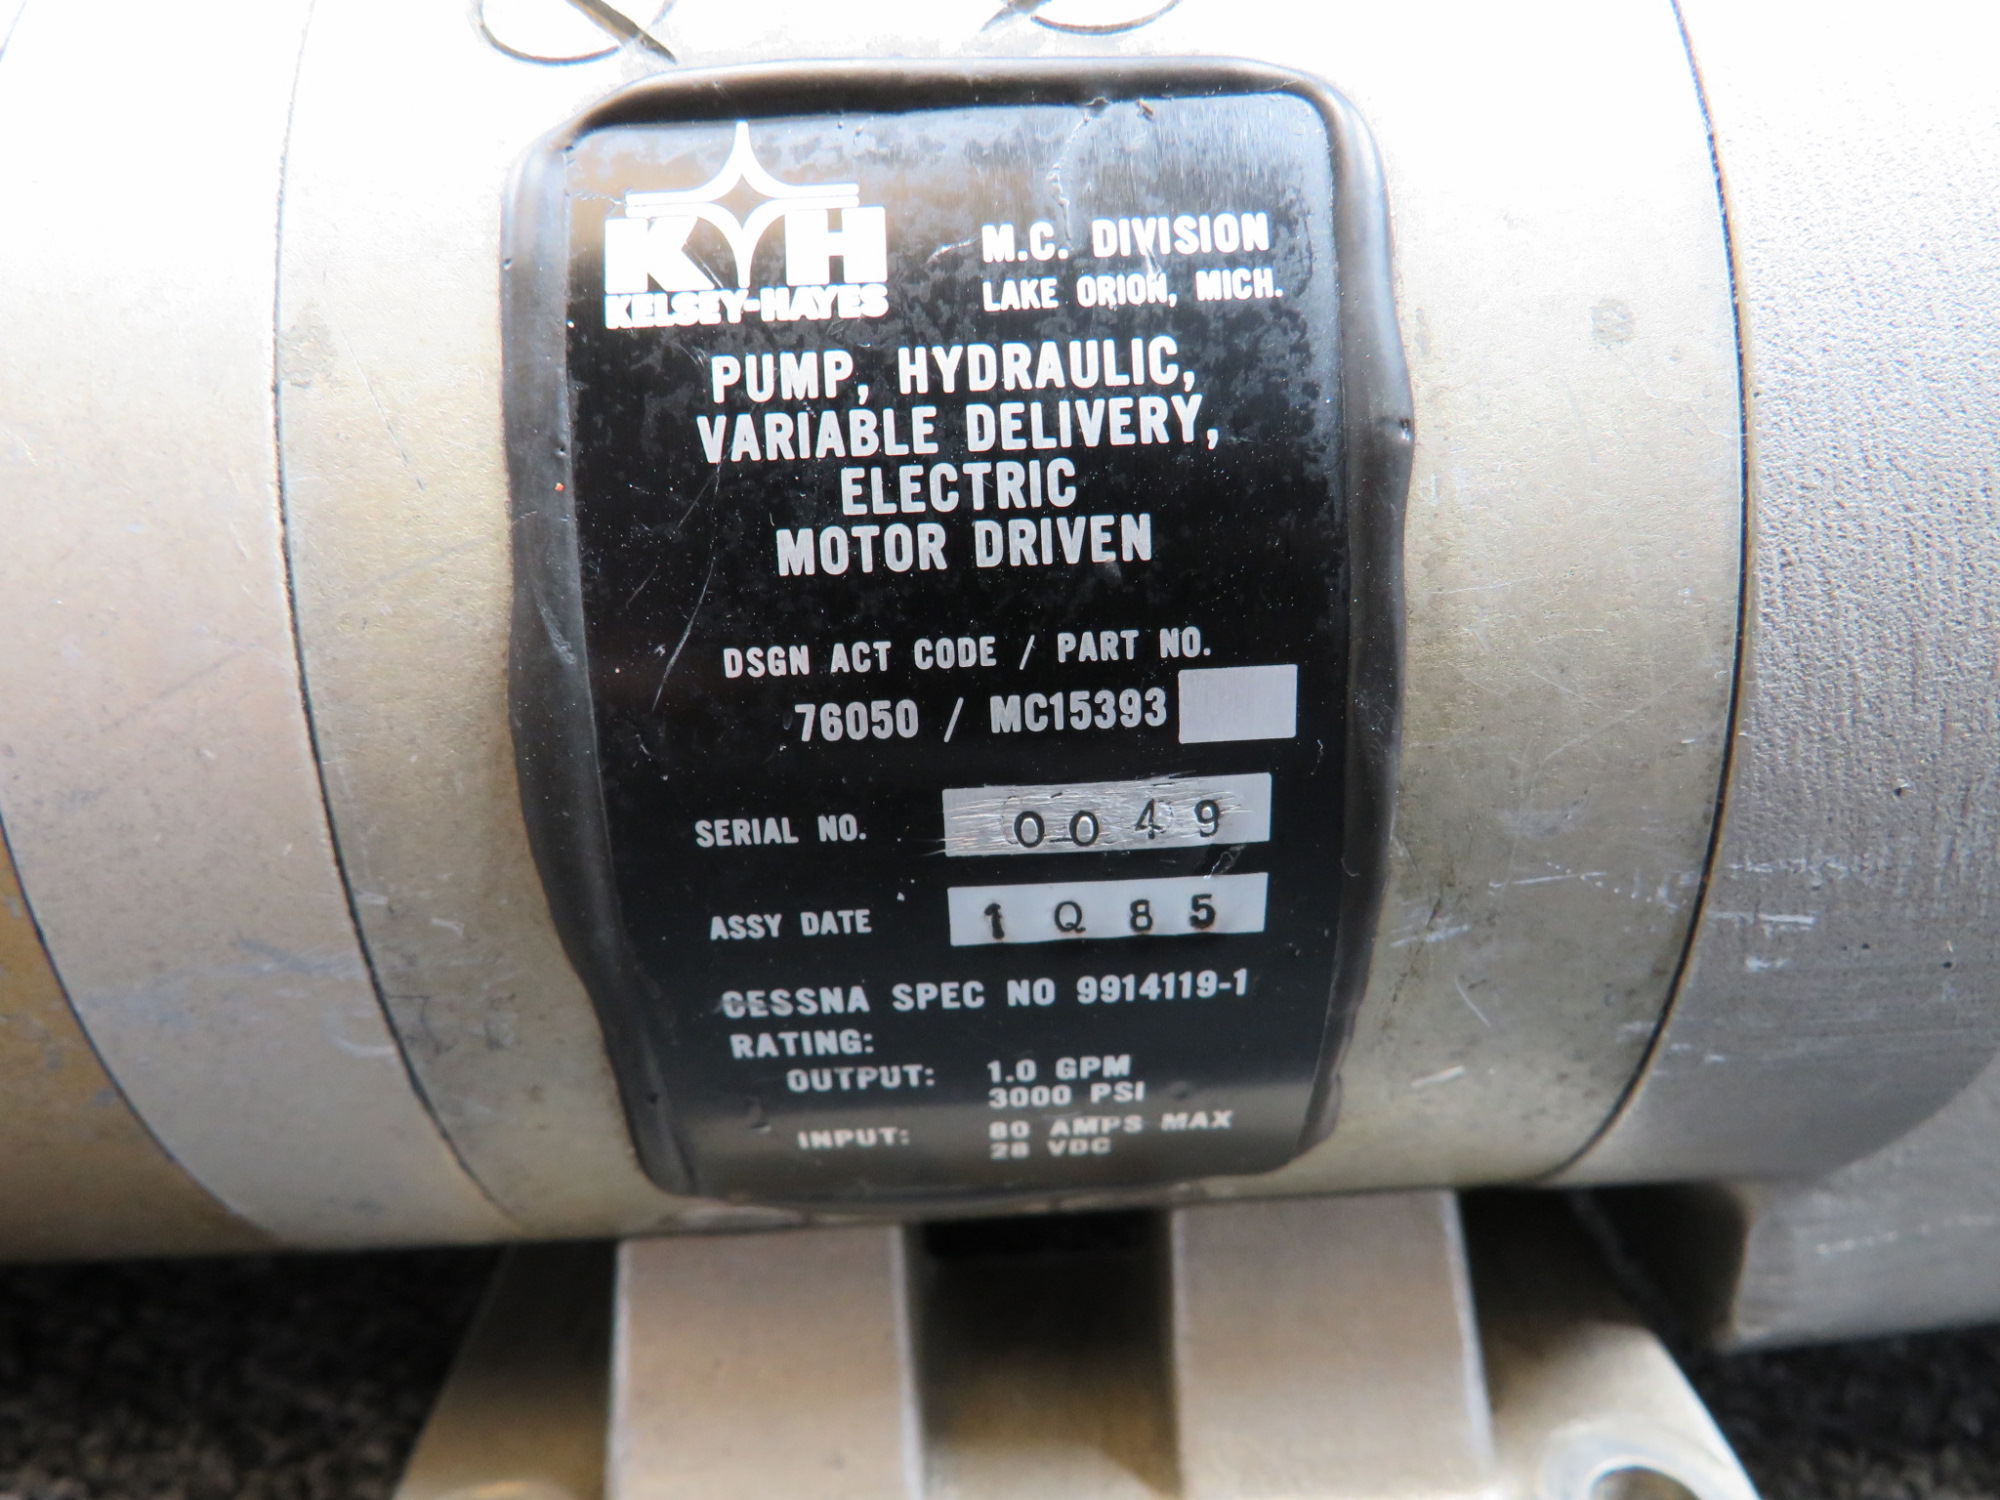 KH
KELSEY-HAYES
M.C. DIVISION
LAKE ORION, MICH.
PUMP, HYDRAULIC,
VARIABLE DELIVERY,
ELECTRIC
MOTOR DRIVEN
DSGN ACT CODE / PART NO.
76050 / MC15393
SERIAL NO. 0049
ASSY DATE 1Q85
CESSNA SPEC NO 9914119-1
RATING:
OUTPUT: 1.0 GPM
3000 PSI
INPUT: 80 AMPS MAX
28 VDC